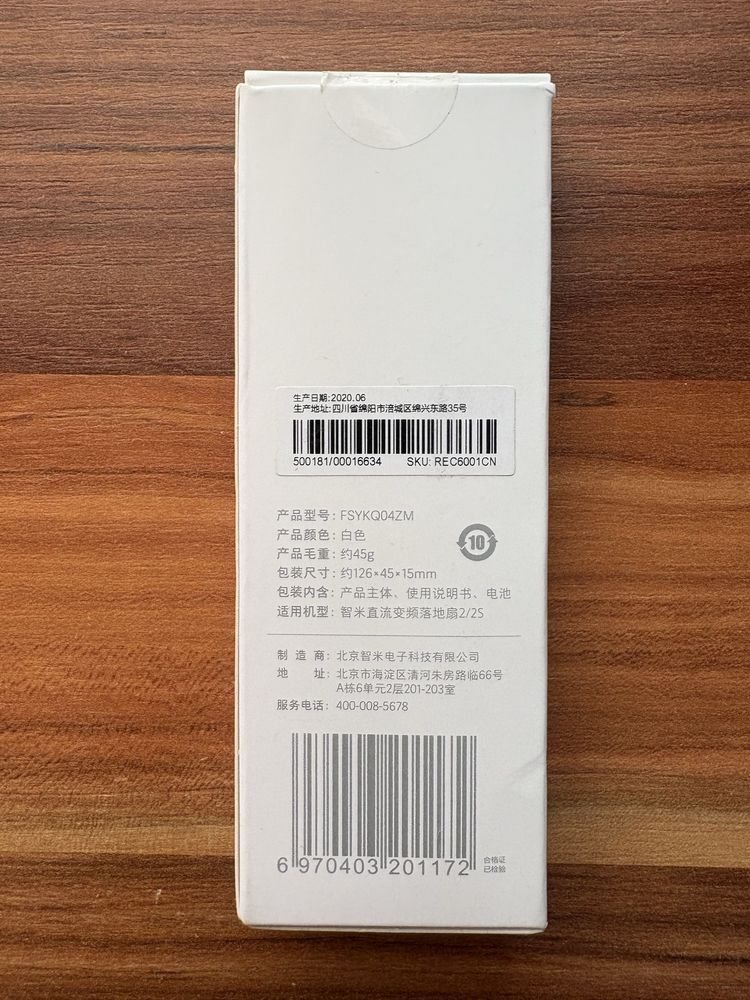 生产日期:2020.06
生产地址:四川省绵阳市涪城区绵兴东路35号
500181/00016634 SKU: REC6001CN
产品型号: FSYKQ04ZM
产品颜色: 白色
10
产品毛重: 约45g
包装尺寸: 约126×45×15mm
包装内含: 产品主体、使用说明书、电池
适用机型: 智米直流变频落地扇2/2S
制 造 商: 北京智米电子科技有限公司
地 址: 北京市海淀区清河朱房路临66号
A栋6单元2层201-203室
服务电话: 400-008-5678
6 970403 201172
合格证
已检验